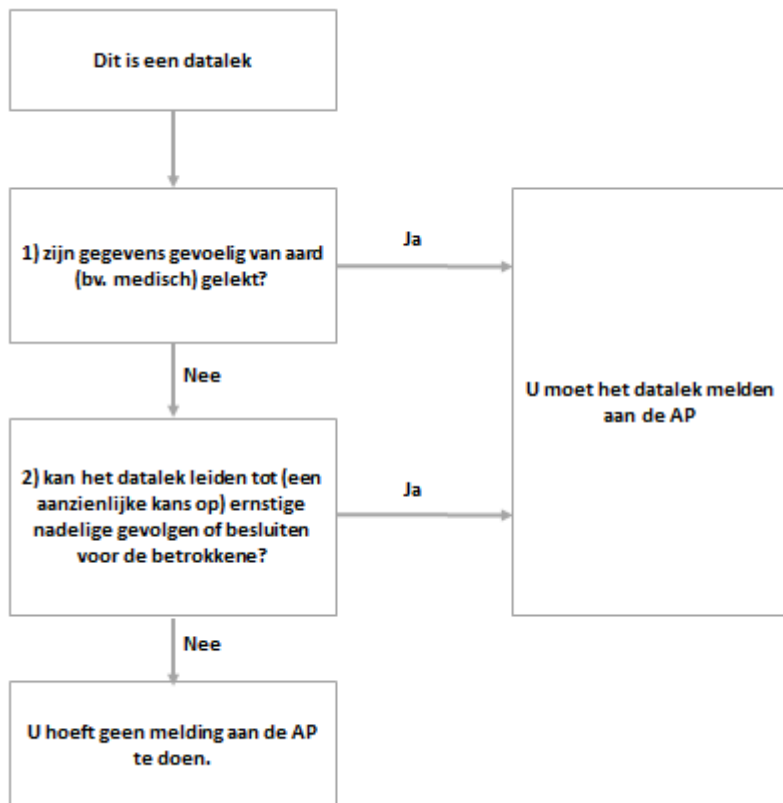 Dit is een datalek
1) zijn gegevens gevoelig van aard
(bv. medisch) gelekt?
Ja
Nee
U moet het datalek melden
aan de AP
2) kan het datalek leiden tot (een
aanzienlijke kans op) ernstige
nadelige gevolgen of besluiten
voor de betrokkene?
Ja
Nee
U hoeft geen melding aan de AP
te doen.